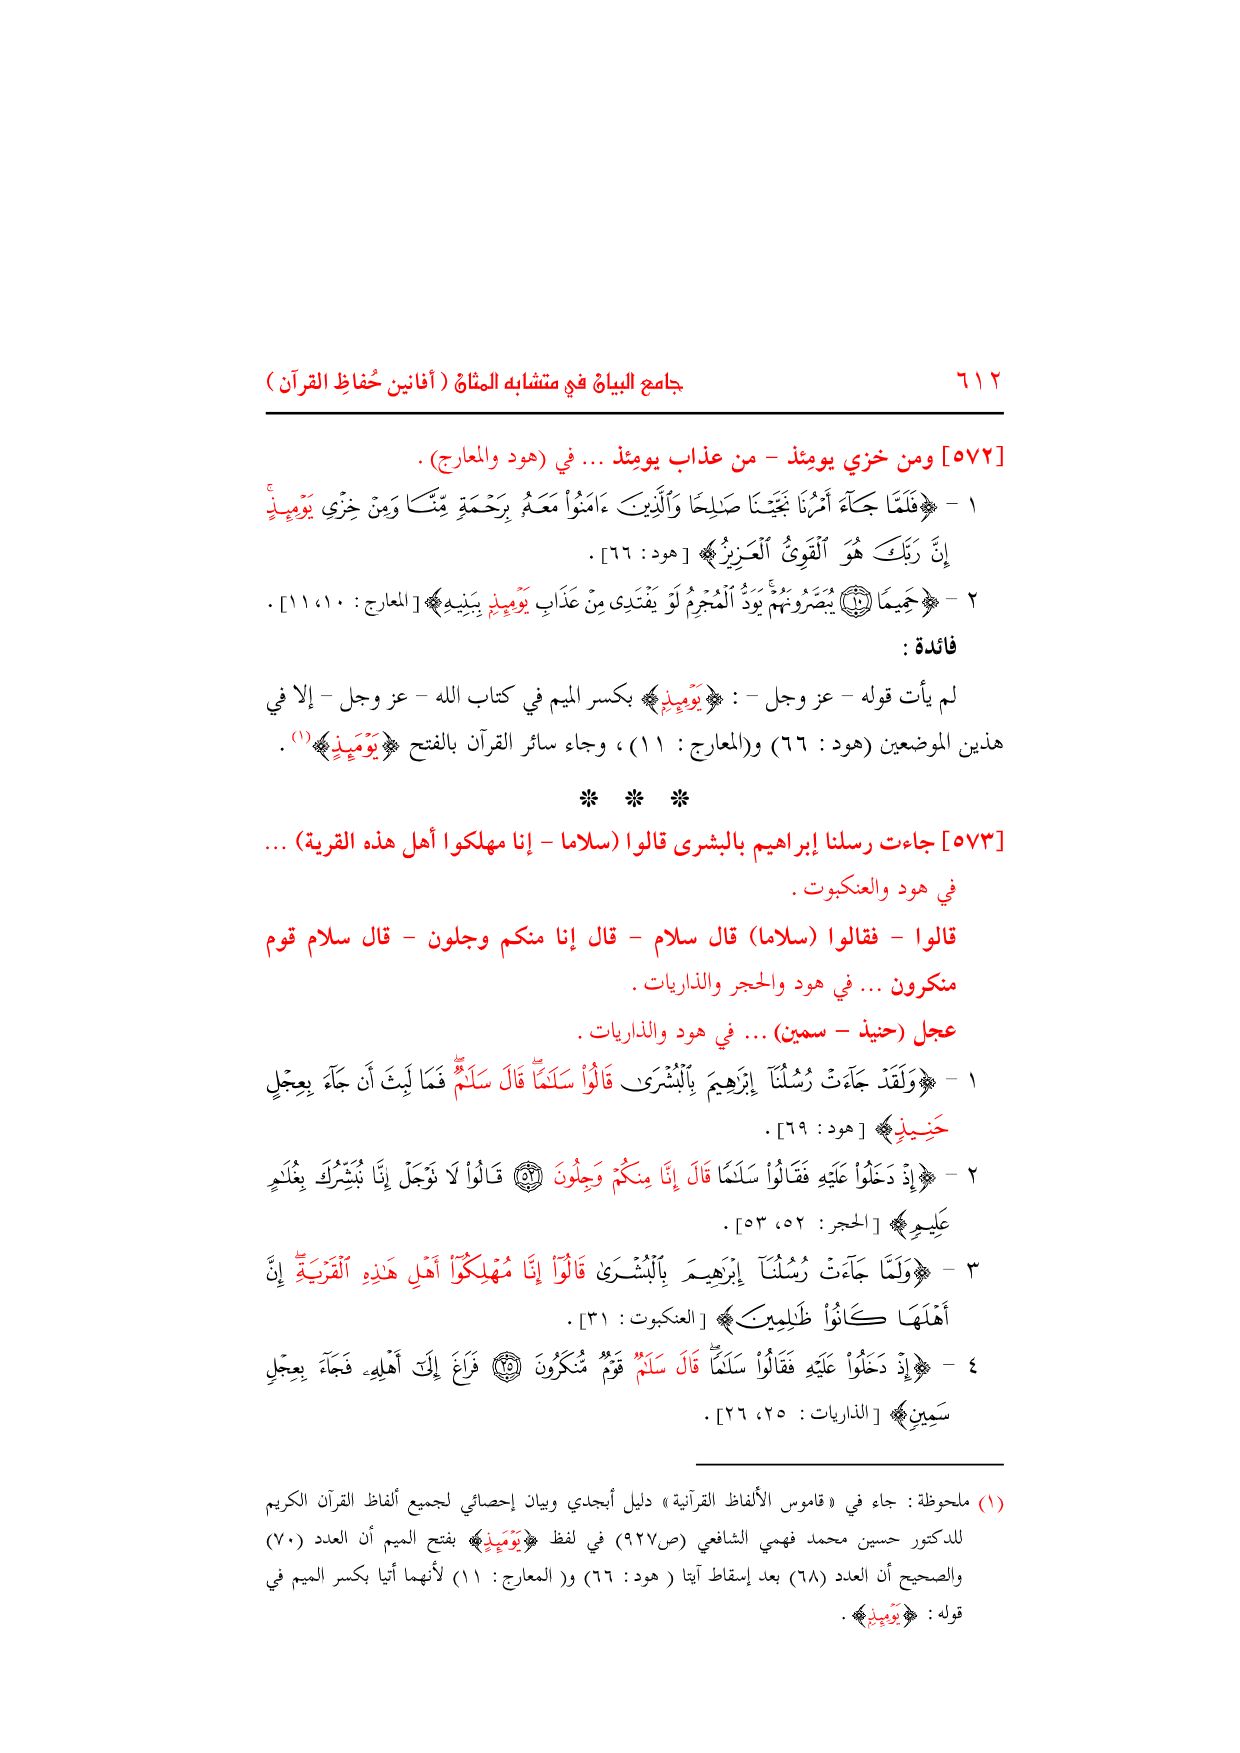 ٦١٢ جامع البيان في متشابه المثان ( أفانين حُفاظِ القرآن )
[٥٧٢] ومن خزي يومِئذ – من عذاب يومِئذ ... في (هود والمعارج) .
١ – ﴿فَلَمَّا جَآءَ أَمْرُنَا نَجَّيْنَا صَٰلِحًا وَٱلَّذِينَ ءَامَنُوا۟ مَعَهُۥ بِرَحْمَةٍ مِّنَّا وَمِنْ خِزْىِ يَوْمِئِذٍ ۗ
إِنَّ رَبَّكَ هُوَ ٱلْقَوِىُّ ٱلْعَزِيزُ﴾ [هود: ٦٦] .
٢ – ﴿حَمِيمًا ۝١٠ يُبَصَّرُونَهُمْ ۚ يَوَدُّ ٱلْمُجْرِمُ لَوْ يَفْتَدِى مِنْ عَذَابِ يَوْمِئِذٍۭ بِبَنِيهِ﴾ [المعارج: ١٠، ١١] .
فائدة :
لم يأت قوله – عز وجل – : ﴿يَوْمِئِذٍ﴾ بكسر الميم في كتاب الله – عز وجل – إلا في
هذين الموضعين (هود: ٦٦) و(المعارج: ١١)، وجاء سائر القرآن بالفتح ﴿يَوْمَئِذٍ﴾(١) .
❊ ❊ ❊
[٥٧٣] جاءت رسلنا إبراهيم بالبشرى قالوا (سلاما – إنا مهلكوا أهل هذه القرية) ...
في هود والعنكبوت .
قالوا – فقالوا (سلاما) قال سلام – قال إنا منكم وجلون – قال سلام قوم
منكرون ... في هود والحجر والذاريات .
عجل (حنيذ – سمين) ... في هود والذاريات .
١ – ﴿وَلَقَدْ جَآءَتْ رُسُلُنَآ إِبْرَٰهِيمَ بِٱلْبُشْرَىٰ قَالُوا۟ سَلَٰمًا ۖ قَالَ سَلَٰمٌ ۖ فَمَا لَبِثَ أَن جَآءَ بِعِجْلٍ
حَنِيذٍ﴾ [هود: ٦٩] .
٢ – ﴿إِذْ دَخَلُوا۟ عَلَيْهِ فَقَالُوا۟ سَلَٰمًا قَالَ إِنَّا مِنكُمْ وَجِلُونَ ۝٥٢ قَالُوا۟ لَا تَوْجَلْ إِنَّا نُبَشِّرُكَ بِغُلَٰمٍ
عَلِيمٍ﴾ [الحجر: ٥٢، ٥٣] .
٣ – ﴿وَلَمَّا جَآءَتْ رُسُلُنَآ إِبْرَٰهِيمَ بِٱلْبُشْرَىٰ قَالُوٓا۟ إِنَّا مُهْلِكُوٓا۟ أَهْلِ هَٰذِهِ ٱلْقَرْيَةِ ۖ إِنَّ
أَهْلَهَا كَانُوا۟ ظَٰلِمِينَ﴾ [العنكبوت: ٣١] .
٤ – ﴿إِذْ دَخَلُوا۟ عَلَيْهِ فَقَالُوا۟ سَلَٰمًا ۖ قَالَ سَلَٰمٌ قَوْمٌ مُّنكَرُونَ ۝٢٥ فَرَاغَ إِلَىٰٓ أَهْلِهِۦ فَجَآءَ بِعِجْلٍ
سَمِينٍ﴾ [الذاريات: ٢٥، ٢٦] .
(١) ملحوظة: جاء في «قاموس الألفاظ القرآنية» دليل أبجدي وبيان إحصائي لجميع ألفاظ القرآن الكريم
للدكتور حسين محمد فهمي الشافعي (ص٩٢٧) في لفظ ﴿يَوْمَئِذٍ﴾ بفتح الميم أن العدد (٧٠)
والصحيح أن العدد (٦٨) بعد إسقاط آيتا ( هود: ٦٦) و( المعارج: ١١) لأنهما أتيا بكسر الميم في
قوله: ﴿يَوْمِئِذٍ﴾ .